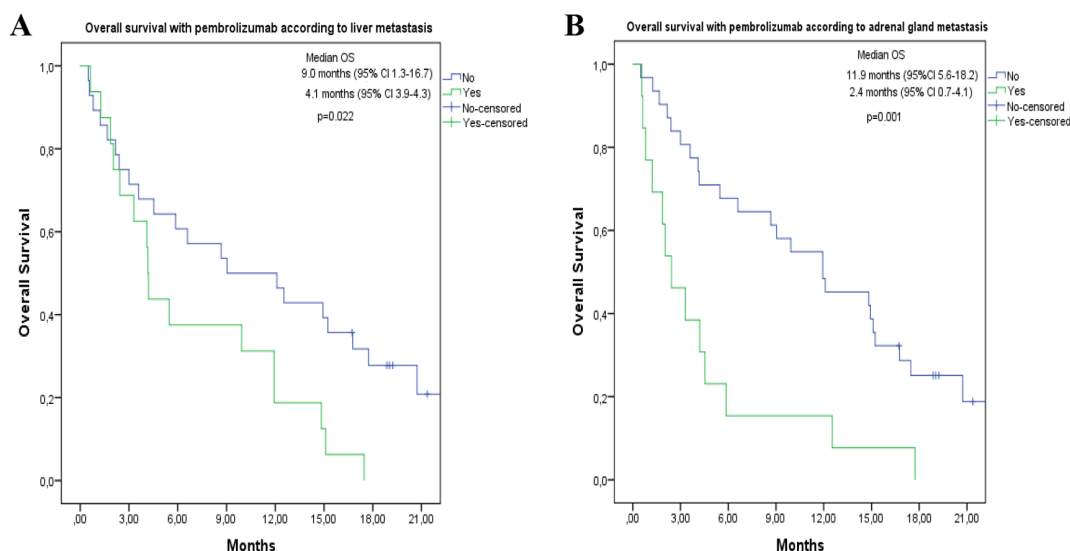 A
Overall survival with pembrolizumab according to liver metastasis
Median OS
9.0 months (95% CI 1.3-16.7)
4.1 months (95% CI 3.9-4.3)
p=0.022
No
Yes
No-censored
Yes-censored
Overall Survival
1,0
0,8
0,6
0,4
0,2
0,0
,00 3,00 6,00 9,00 12,00 15,00 18,00 21,00
Months
B
Overall survival with pembrolizumab according to adrenal gland metastasis
Median OS
11.9 months (95%CI 5.6-18.2)
2.4 months (95% CI 0.7-4.1)
p=0.001
No
Yes
No-censored
Yes-censored
Overall Survival
1,0
0,8
0,6
0,4
0,2
0,0
,00 3,00 6,00 9,00 12,00 15,00 18,00 21,00
Months